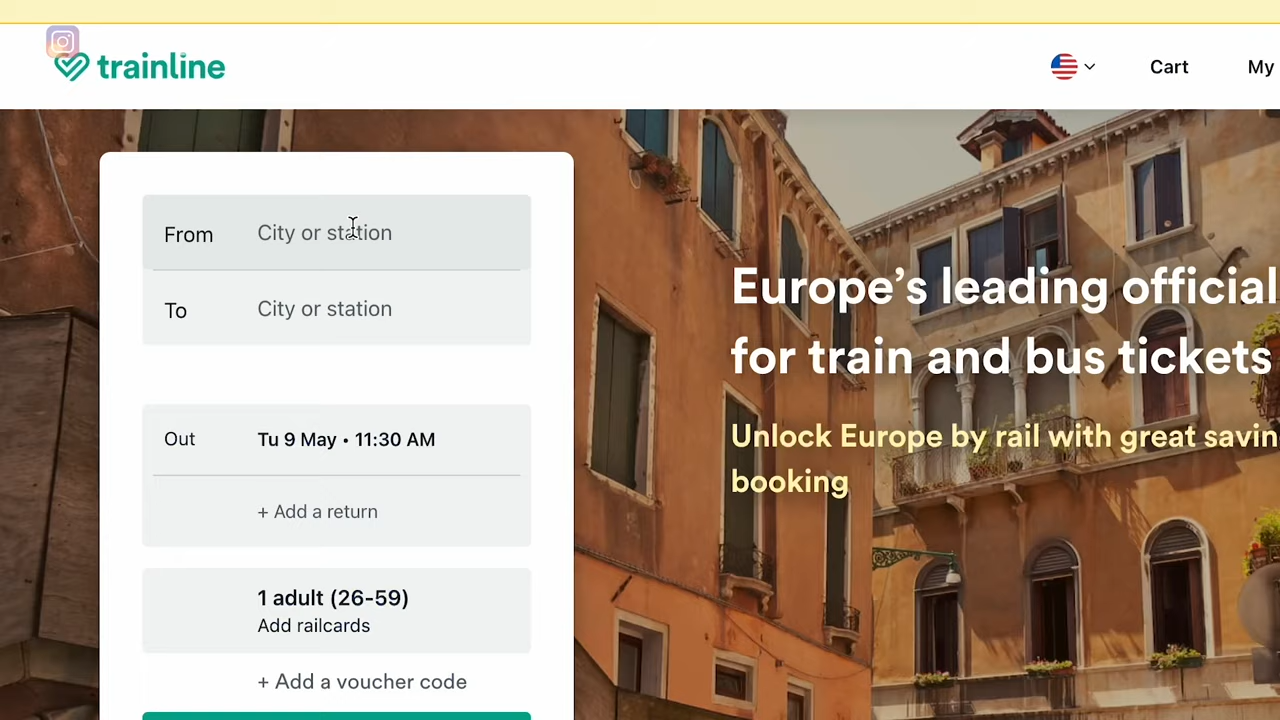 trainline
Cart
My
From City or station
To City or station
Out Tu 9 May • 11:30 AM
+ Add a return
1 adult (26-59)
Add railcards
+ Add a voucher code
Europe's leading official
for train and bus tickets
Unlock Europe by rail with great savin
booking